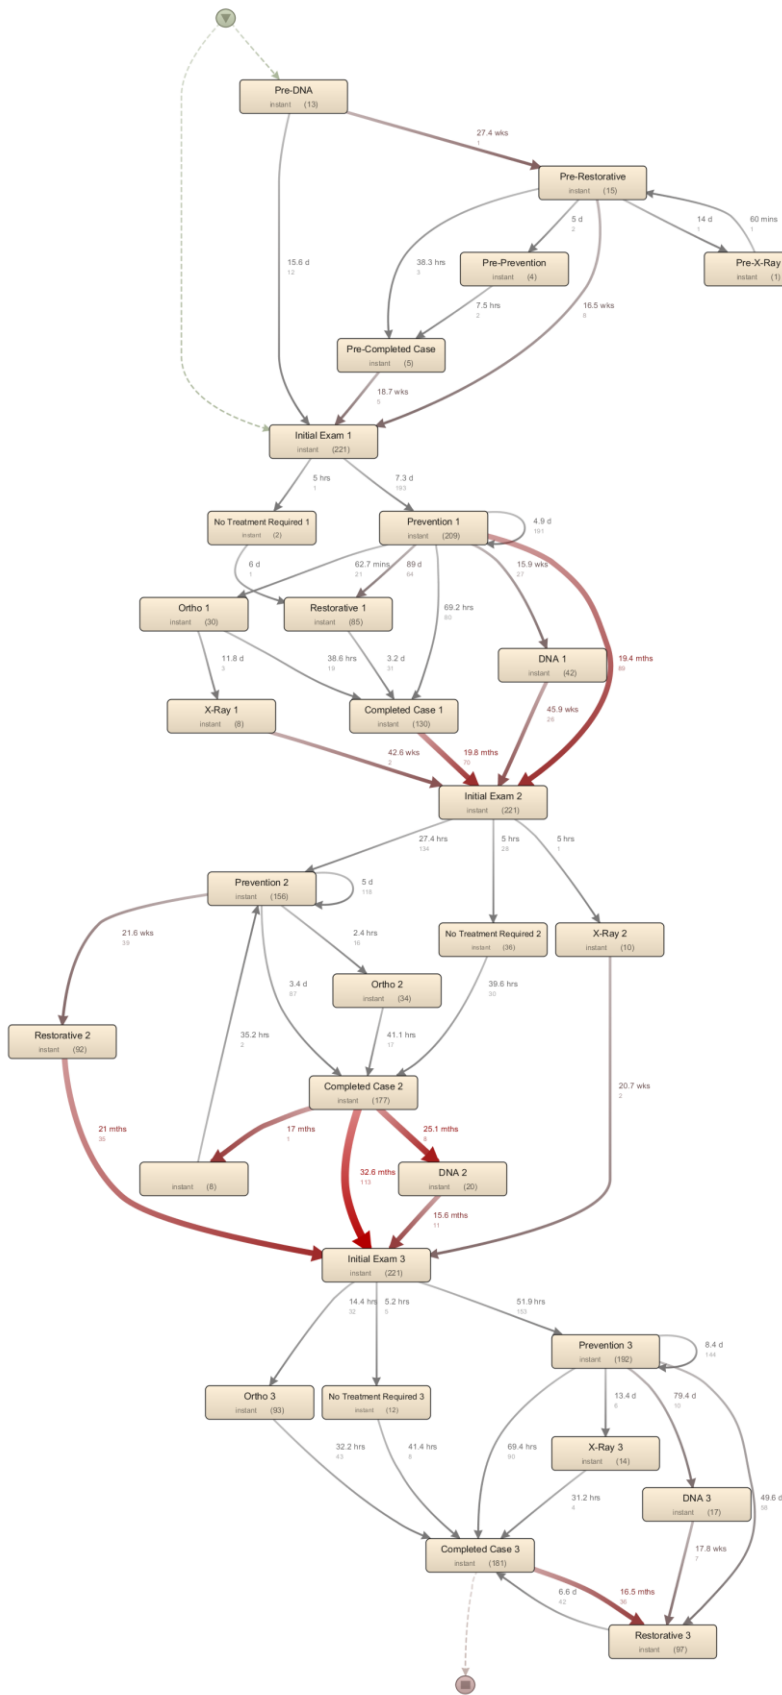 Pre-DNA
instant (13)
27.4 wks
1
Pre-Restorative
instant (15)
5 d
2
14 d
1
60 mins
1
15.6 d
12
38.3 hrs
3
Pre-Prevention
instant (4)
Pre-X-Ray
instant (1)
7.5 hrs
2
16.5 wks
6
Pre-Completed Case
instant (5)
18.7 wks
5
Initial Exam 1
instant (221)
5 hrs
1
7.3 d
193
No Treatment Required 1
instant (2)
Prevention 1
instant (209)
4.9 d
191
6 d
1
62.7 mins
21
89 d
64
15.9 wks
27
Ortho 1
instant (30)
Restorative 1
instant (85)
69.2 hrs
80
11.8 d
3
38.6 hrs
19
3.2 d
31
DNA 1
instant (42)
19.4 mths
89
X-Ray 1
instant (8)
Completed Case 1
instant (130)
45.9 wks
28
42.6 wks
2
19.8 mths
70
Initial Exam 2
instant (221)
27.4 hrs
134
5 hrs
28
5 hrs
1
Prevention 2
instant (156)
5 d
119
21.6 wks
39
2.4 hrs
16
No Treatment Required 2
instant (36)
X-Ray 2
instant (10)
3.4 d
67
Ortho 2
instant (34)
39.6 hrs
30
Restorative 2
instant (92)
35.2 hrs
2
41.1 hrs
17
Completed Case 2
instant (177)
20.7 wks
2
21 mths
35
17 mths
1
25.1 mths
8
instant (8)
32.6 mths
113
DNA 2
instant (20)
15.6 mths
11
Initial Exam 3
instant (221)
14.4 hrs
32
5.2 hrs
51.9 hrs
153
Prevention 3
instant (192)
8.4 d
144
Ortho 3
instant (93)
No Treatment Required 3
instant (12)
13.4 d
6
79.4 d
10
32.2 hrs
43
41.4 hrs
8
69.4 hrs
90
X-Ray 3
instant (14)
31.2 hrs
4
DNA 3
instant (17)
49.6 d
58
Completed Case 3
instant (181)
17.8 wks
7
6.6 d
42
16.5 mths
36
Restorative 3
instant (97)